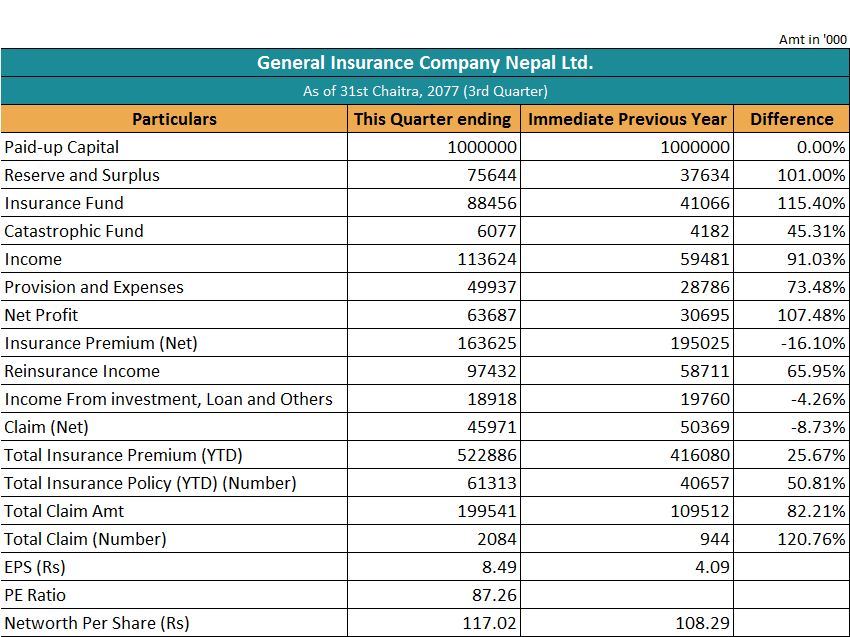 Amt in '000
General Insurance Company Nepal Ltd.
As of 31st Chaitra, 2077 (3rd Quarter)
Particulars This Quarter ending Immediate Previous Year Difference
Paid-up Capital 1000000 1000000 0.00%
Reserve and Surplus 75644 37634 101.00%
Insurance Fund 88456 41066 115.40%
Catastrophic Fund 6077 4182 45.31%
Income 113624 59481 91.03%
Provision and Expenses 49937 28786 73.48%
Net Profit 63687 30695 107.48%
Insurance Premium (Net) 163625 195025 -16.10%
Reinsurance Income 97432 58711 65.95%
Income From investment, Loan and Others 18918 19760 -4.26%
Claim (Net) 45971 50369 -8.73%
Total Insurance Premium (YTD) 522886 416080 25.67%
Total Insurance Policy (YTD) (Number) 61313 40657 50.81%
Total Claim Amt 199541 109512 82.21%
Total Claim (Number) 2084 944 120.76%
EPS (Rs) 8.49 4.09
PE Ratio 87.26
Networth Per Share (Rs) 117.02 108.29